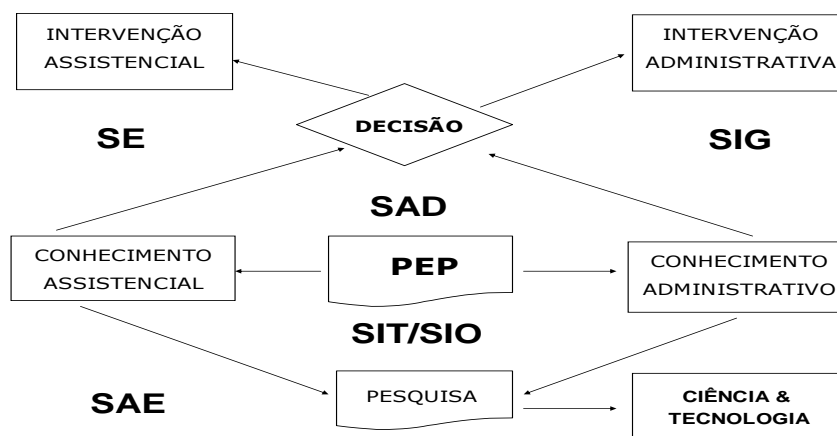 INTERVENÇÃO
ASSISTENCIAL
INTERVENÇÃO
ADMINISTRATIVA
DECISÃO
SE
SIG
SAD
CONHECIMENTO
ASSISTENCIAL
PEP
CONHECIMENTO
ADMINISTRATIVO
SIT/SIO
SAE
PESQUISA
CIÊNCIA &
TECNOLOGIA